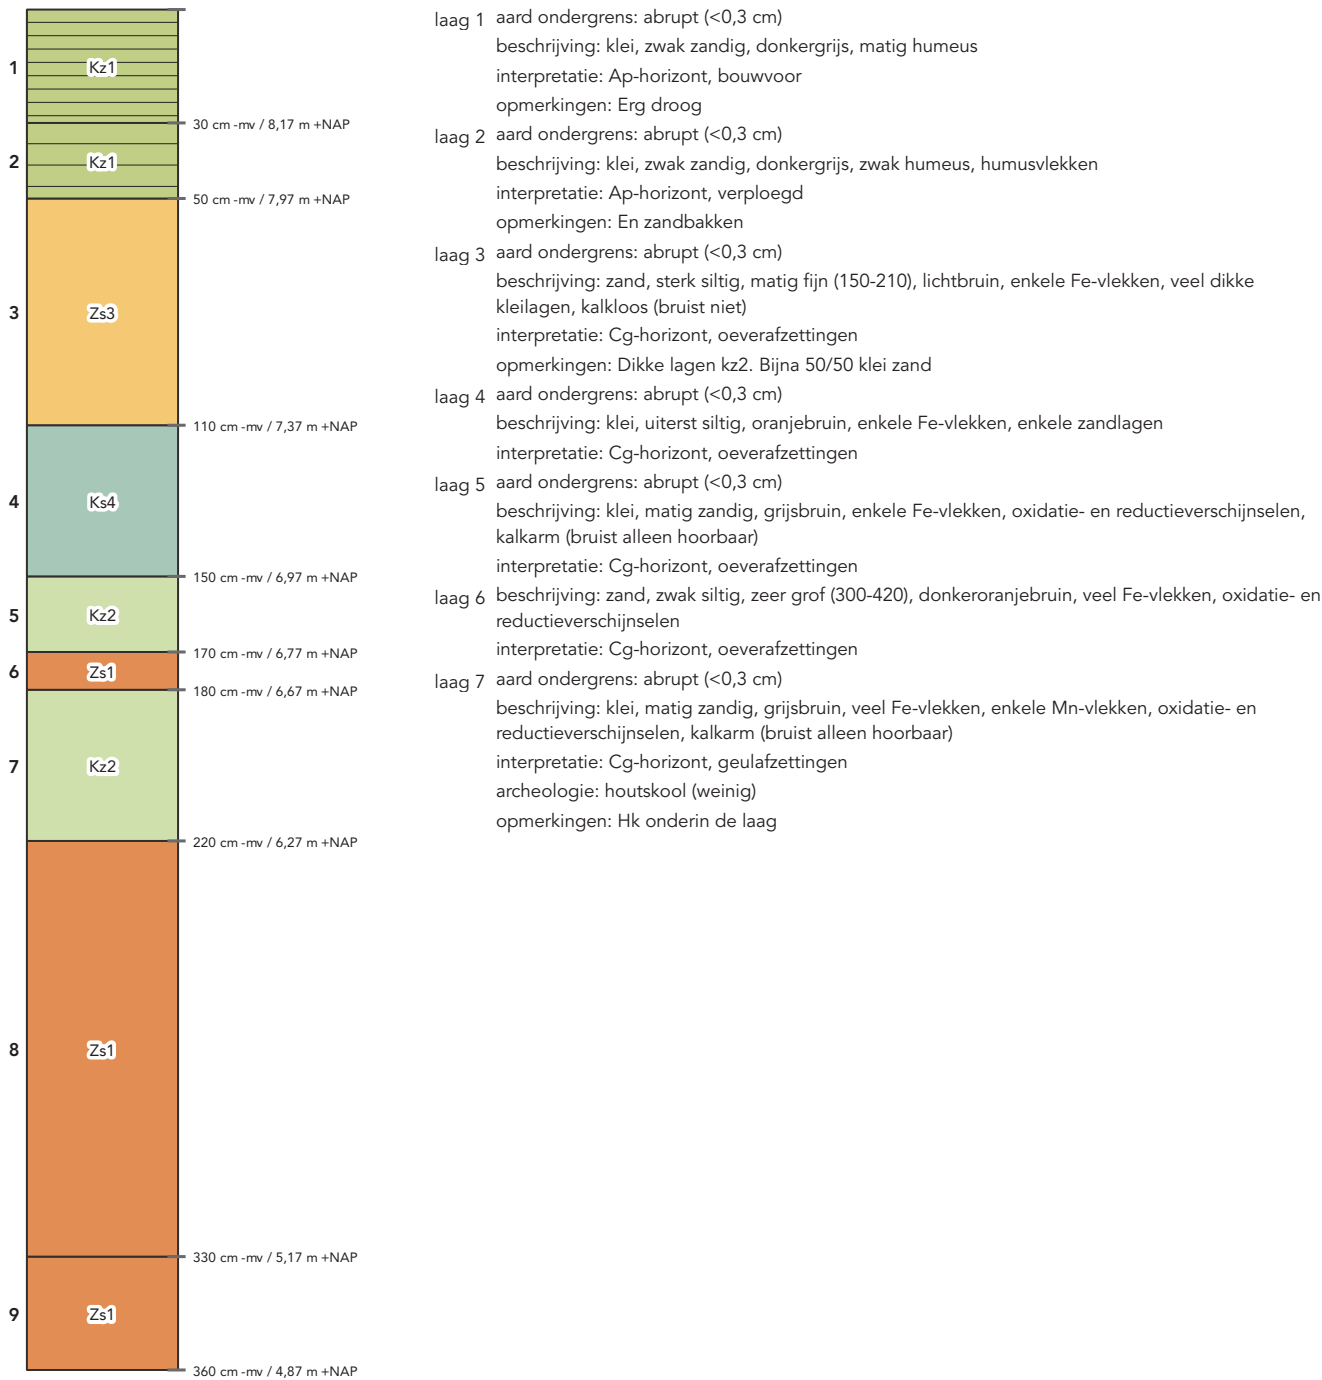 1
Kz1
30 cm -mv / 8,17 m +NAP
2
Kz1
50 cm -mv / 7,97 m +NAP
3
Zs3
110 cm -mv / 7,37 m +NAP
4
Ks4
150 cm -mv / 6,97 m +NAP
5
Kz2
170 cm -mv / 6,77 m +NAP
6
Zs1
180 cm -mv / 6,67 m +NAP
7
Kz2
220 cm -mv / 6,27 m +NAP
8
Zs1
330 cm -mv / 5,17 m +NAP
9
Zs1
360 cm -mv / 4,87 m +NAP
laag 1 aard ondergrens: abrupt (<0,3 cm)
beschrijving: klei, zwak zandig, donkergrijs, matig humeus
interpretatie: Ap-horizont, bouwvoor
opmerkingen: Erg droog
laag 2 aard ondergrens: abrupt (<0,3 cm)
beschrijving: klei, zwak zandig, donkergrijs, zwak humeus, humusvlekken
interpretatie: Ap-horizont, verploegd
opmerkingen: En zandbakken
laag 3 aard ondergrens: abrupt (<0,3 cm)
beschrijving: zand, sterk siltig, matig fijn (150-210), lichtbruin, enkele Fe-vlekken, veel dikke
kleilagen, kalkloos (bruist niet)
interpretatie: Cg-horizont, oeverafzettingen
opmerkingen: Dikke lagen kz2. Bijna 50/50 klei zand
laag 4 aard ondergrens: abrupt (<0,3 cm)
beschrijving: klei, uiterst siltig, oranjebruin, enkele Fe-vlekken, enkele zandlagen
interpretatie: Cg-horizont, oeverafzettingen
laag 5 aard ondergrens: abrupt (<0,3 cm)
beschrijving: klei, matig zandig, grijsbruin, enkele Fe-vlekken, oxidatie- en reductieverschijnselen,
kalkarm (bruist alleen hoorbaar)
interpretatie: Cg-horizont, oeverafzettingen
laag 6 beschrijving: zand, zwak siltig, zeer grof (300-420), donkeroranjebruin, veel Fe-vlekken, oxidatie- en
reductieverschijnselen
interpretatie: Cg-horizont, oeverafzettingen
laag 7 aard ondergrens: abrupt (<0,3 cm)
beschrijving: klei, matig zandig, grijsbruin, veel Fe-vlekken, enkele Mn-vlekken, oxidatie- en
reductieverschijnselen, kalkarm (bruist alleen hoorbaar)
interpretatie: Cg-horizont, geulafzettingen
archeologie: houtskool (weinig)
opmerkingen: Hk onderin de laag